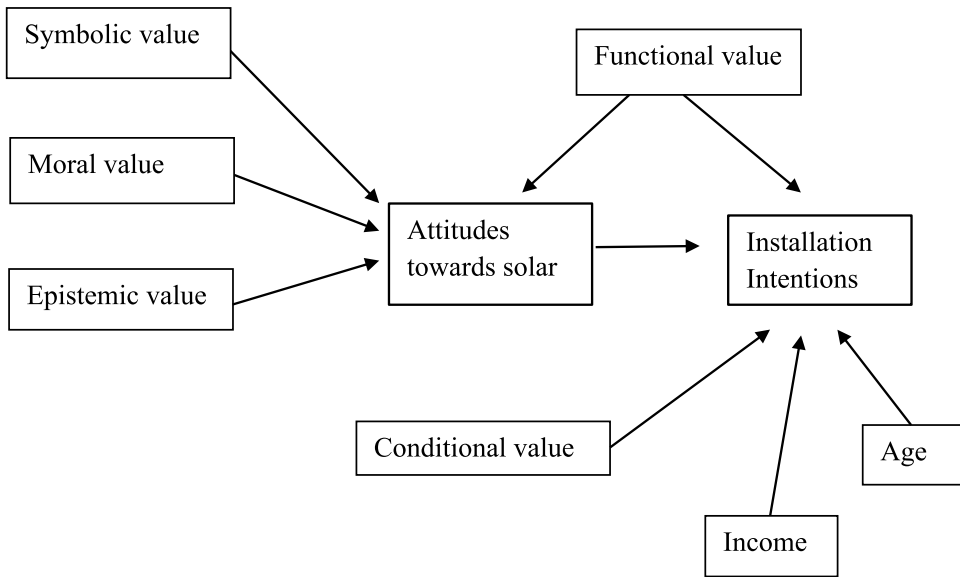 Symbolic value
Functional value
Moral value
Attitudes
towards solar
Installation
Intentions
Epistemic value
Conditional value
Age
Income